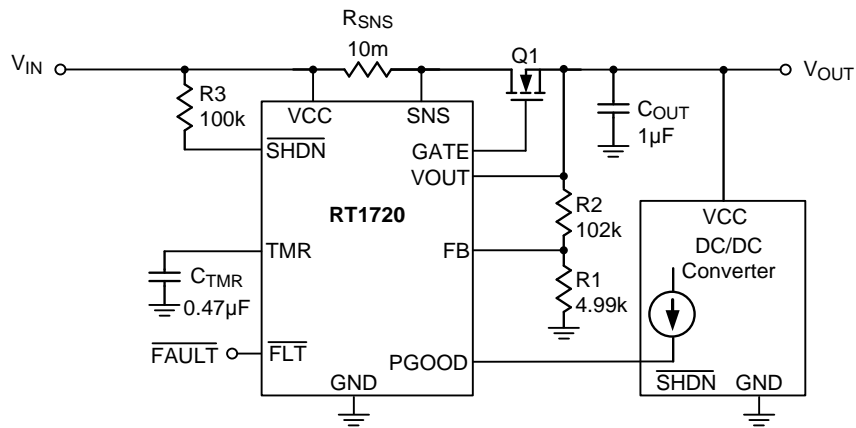 RSNS
10m
Q1
VIN
VOUT
R3
100k
VCC
SNS
COUT
1µF
SHDN
GATE
VOUT
RT1720
R2
102k
VCC
DC/DC
Converter
TMR
FB
CTMR
0.47µF
R1
4.99k
FAULT
FLT
PGOOD
GND
SHDN
GND